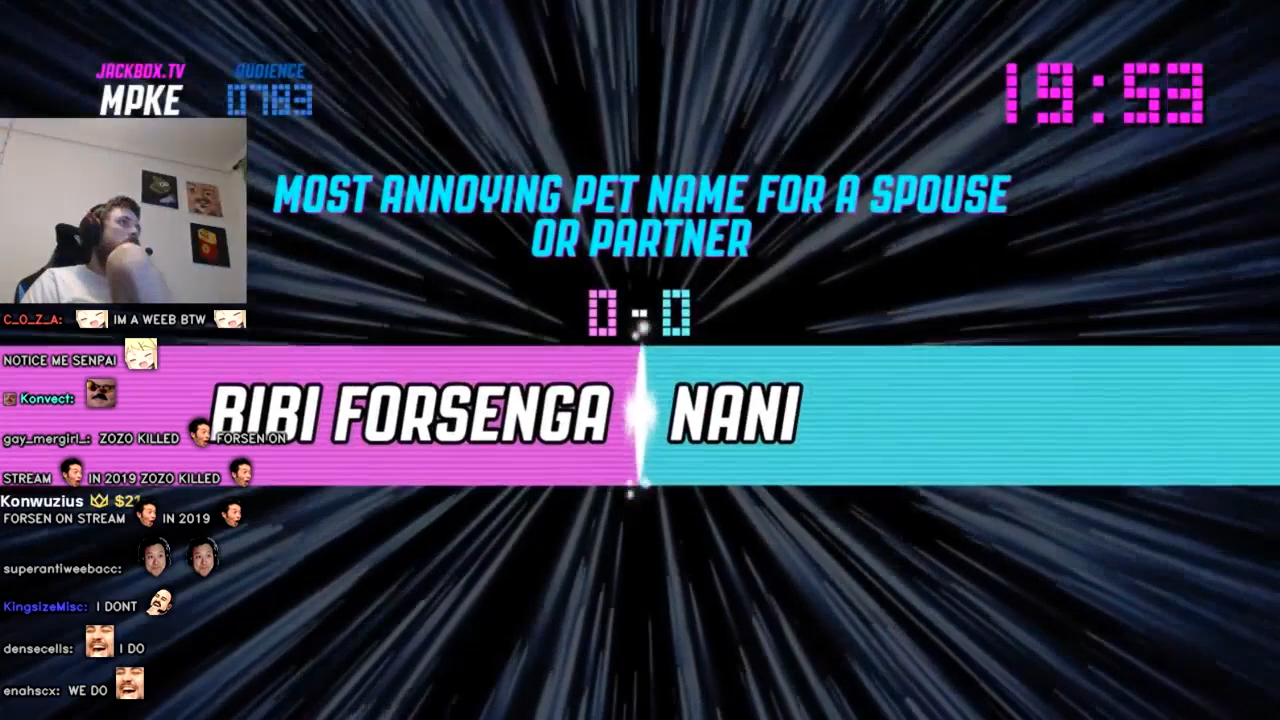 JACKBOX.TV
MPKE
AUDIENCE
0783
19:53
MOST ANNOYING PET NAME FOR A SPOUSE
OR PARTNER
0-0
BIBI FORSENGA
NANI
C_O_Z_A: IM A WEEB BTW
NOTICE ME SENPAI
Konvect:
gay_mergirl_: ZOZO KILLED FORSEN ON
STREAM IN 2019 ZOZO KILLED
Konwuzius $21
FORSEN ON STREAM IN 2019
superantiweebacc:
KingsizeMisc: I DONT
densecells: I DO
enahscx: WE DO